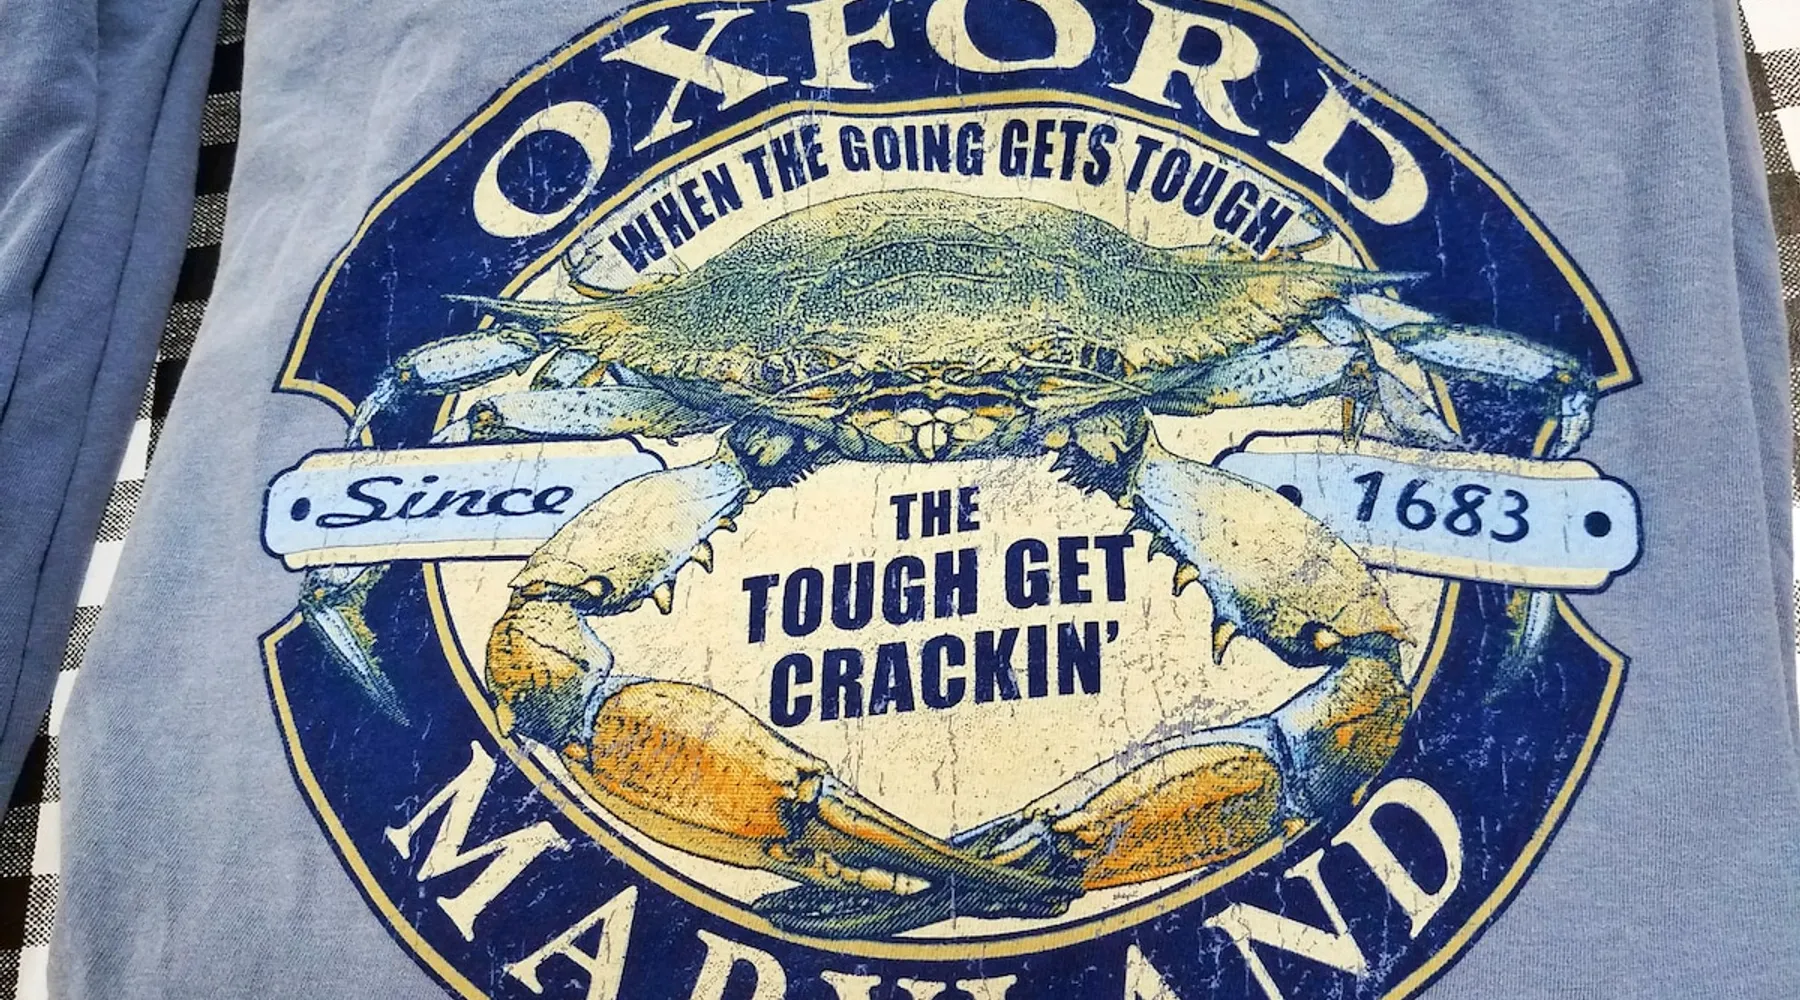 OXFORD
WHEN THE GOING GETS TOUGH
Since 1683
THE
TOUGH GET
CRACKIN'
MARYLAND